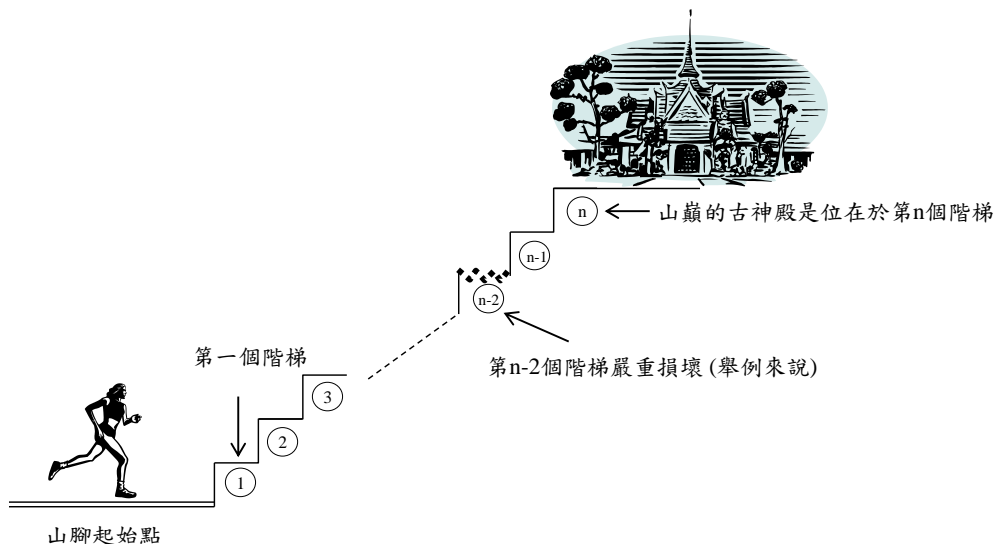 n
山巔的古神殿是位在於第n個階梯
n-1
n-2
第n-2個階梯嚴重損壞 (舉例來說)
第一個階梯
3
2
1
山腳起始點